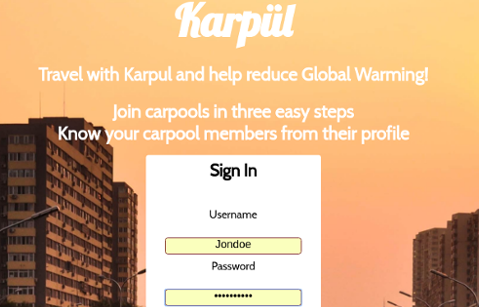 Karpül
Travel with Karpul and help reduce Global Warming!
Join carpools in three easy steps
Know your carpool members from their profile
Sign In
Username
Jondoe
Password
••••••••••